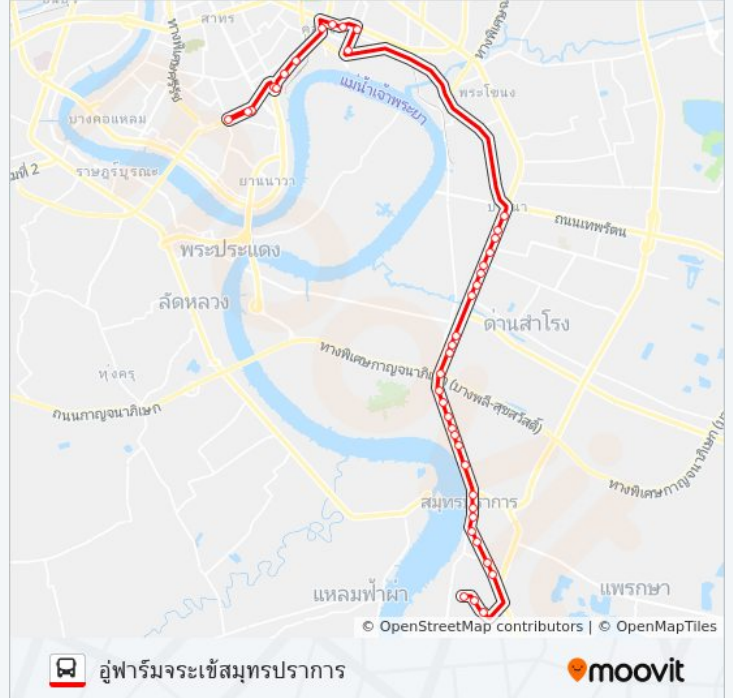 สาทร
ทางพิเศษศรีรัช
พระโขนง
แม่น้ำเจ้าพระยา
บางคอแหลม
ราษฎร์บูรณะ
มที่ 2
ยานนาวา
ถนนเทพรัตน
พระประแดง
ลัดหลวง
ด่านสำโรง
ทุ่งครุ
ทางพิเศษกาญจนาภิเษก (บางพลี-สุขสวัสดิ์)
ถนนกาญจนาภิเษก
ทางพิเศษกาญจนาภิเษก (บา
แหลมฟ้าผ่า
แพรกษา
© OpenStreetMap contributors | © OpenMapTiles
อู่ฟาร์มจระเข้สมุทรปราการ
moovit